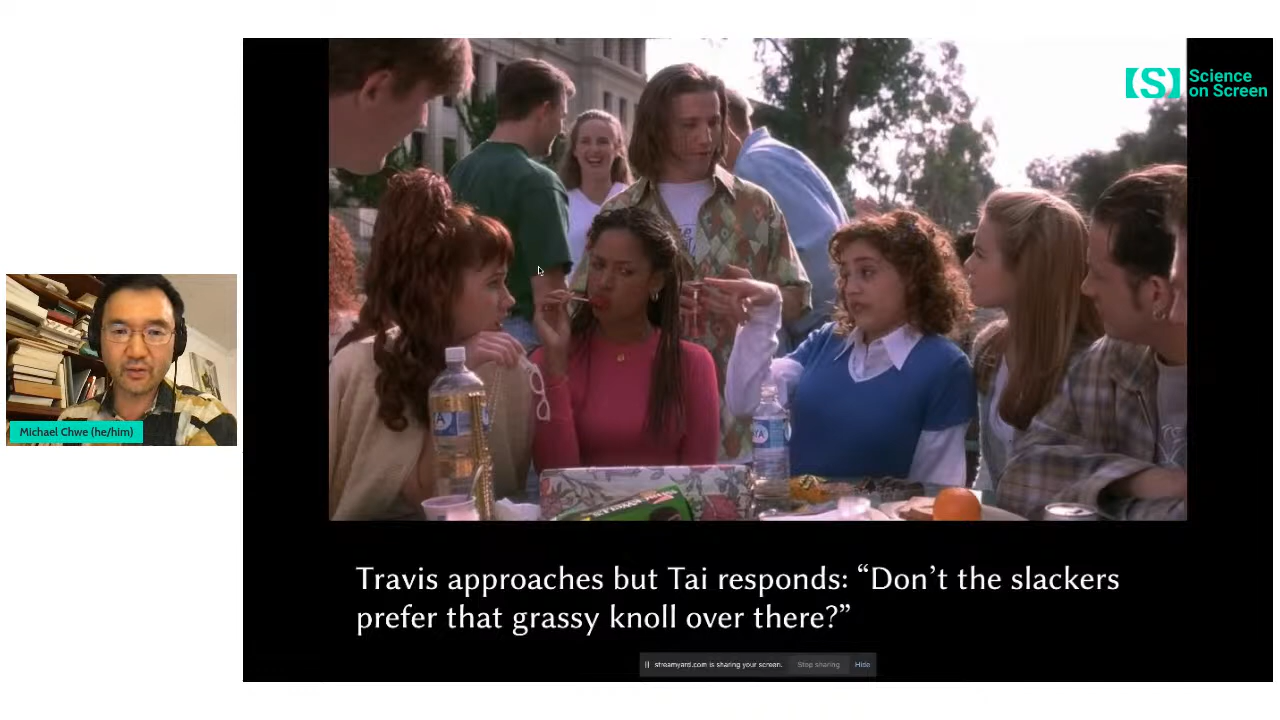 Science
on Screen
Michael Chwe (he/him)
Travis approaches but Tai responds: “Don’t the slackers
prefer that grassy knoll over there?”
streamyard.com is sharing your screen.
Stop sharing
Hide